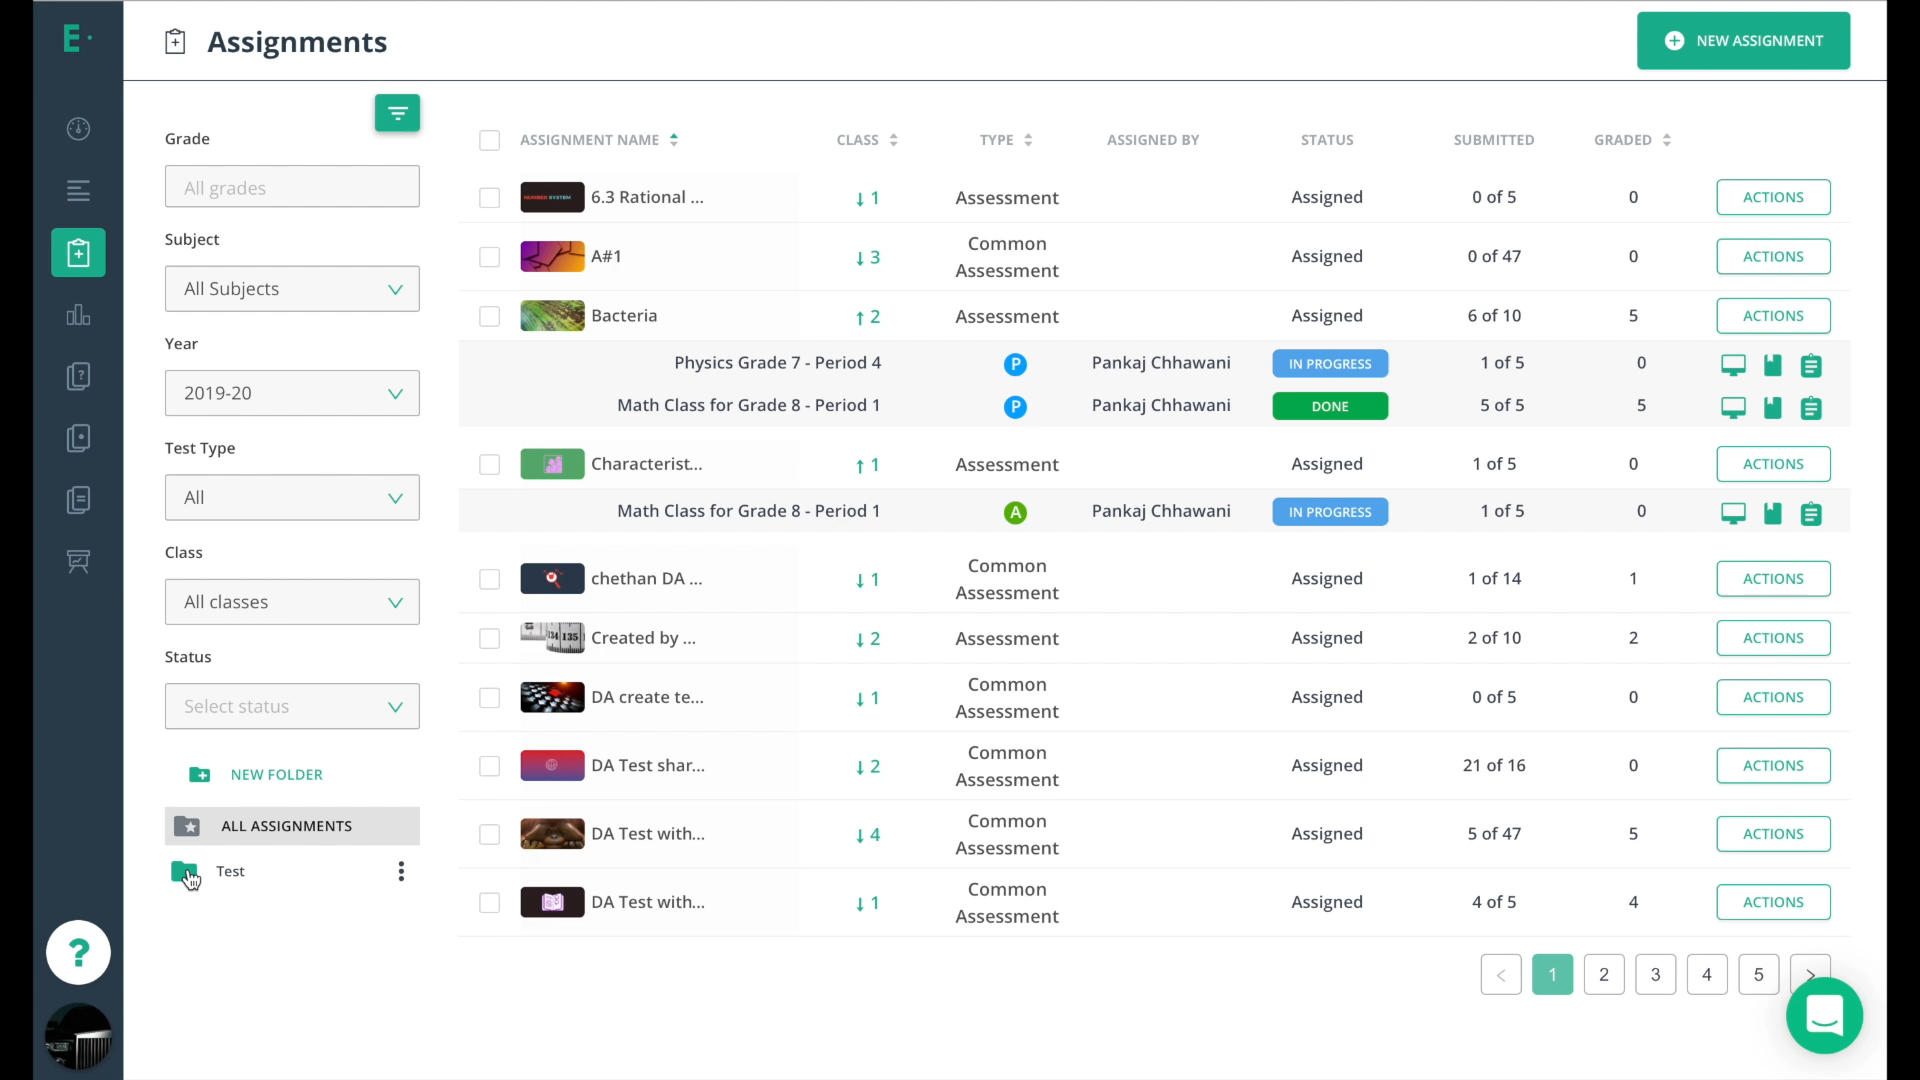 E·
Assignments
NEW ASSIGNMENT
Grade
All grades
Subject
All Subjects
Year
2019-20
Test Type
All
Class
All classes
Status
Select status
NEW FOLDER
ALL ASSIGNMENTS
Test
?
ASSIGNMENT NAME CLASS TYPE ASSIGNED BY STATUS SUBMITTED GRADED
NUMBER SYSTEM 6.3 Rational ... 1 Assessment Assigned 0 of 5 0 ACTIONS
A#1 3 Common Assessment Assigned 0 of 47 0 ACTIONS
Bacteria 2 Assessment Assigned 6 of 10 5 ACTIONS
Physics Grade 7 - Period 4 P Pankaj Chhawani IN PROGRESS 1 of 5 0
Math Class for Grade 8 - Period 1 P Pankaj Chhawani DONE 5 of 5 5
Characterist... 1 Assessment Assigned 1 of 5 0 ACTIONS
Math Class for Grade 8 - Period 1 A Pankaj Chhawani IN PROGRESS 1 of 5 0
chethan DA ... 1 Common Assessment Assigned 1 of 14 1 ACTIONS
134 135 Created by ... 2 Assessment Assigned 2 of 10 2 ACTIONS
DA create te... 1 Common Assessment Assigned 0 of 5 0 ACTIONS
DA Test shar... 2 Common Assessment Assigned 21 of 16 0 ACTIONS
DA Test with... 4 Common Assessment Assigned 5 of 47 5 ACTIONS
DA Test with... 1 Common Assessment Assigned 4 of 5 4 ACTIONS
< 1 2 3 4 5 >